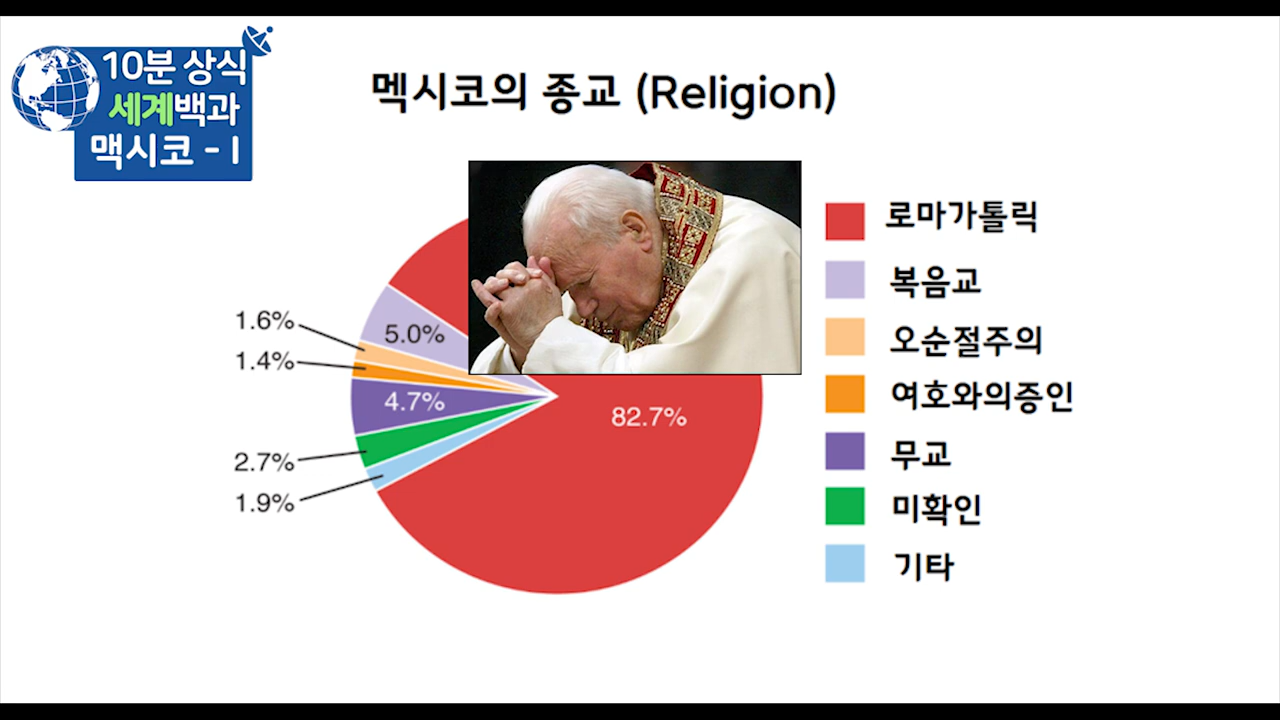 10분 상식
세계백과
맥시코 - I
멕시코의 종교 (Religion)
1.6%
5.0%
1.4%
4.7%
82.7%
2.7%
1.9%
로마가톨릭
복음교
오순절주의
여호와의증인
무교
미확인
기타